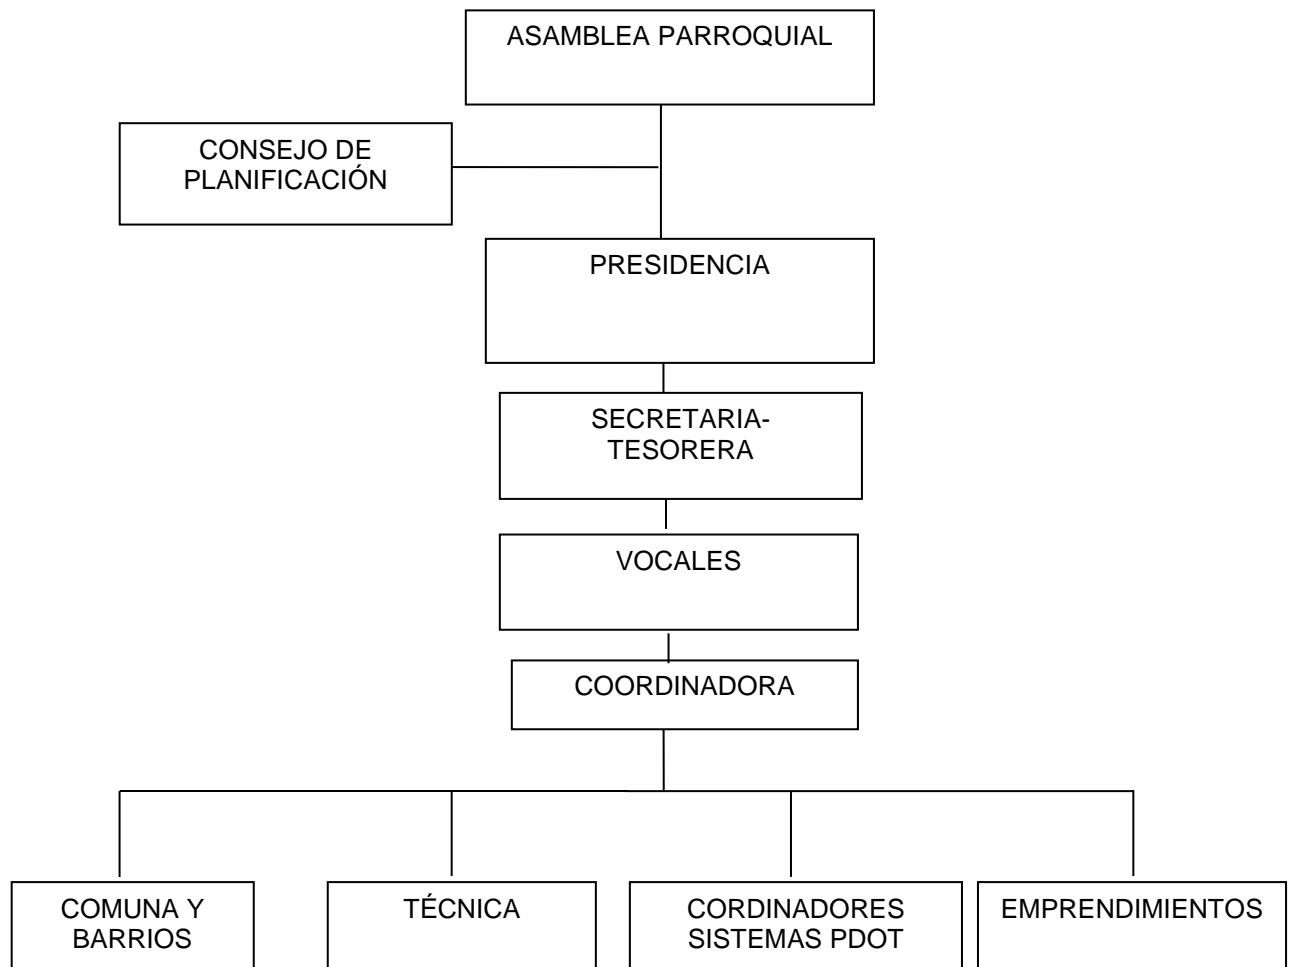 ASAMBLEA PARROQUIAL
CONSEJO DE
PLANIFICACIÓN
PRESIDENCIA
SECRETARIA-
TESORERA
VOCALES
COORDINADORA
COMUNA Y
BARRIOS
TÉCNICA
CORDINADORES
SISTEMAS PDOT
EMPRENDIMIENTOS